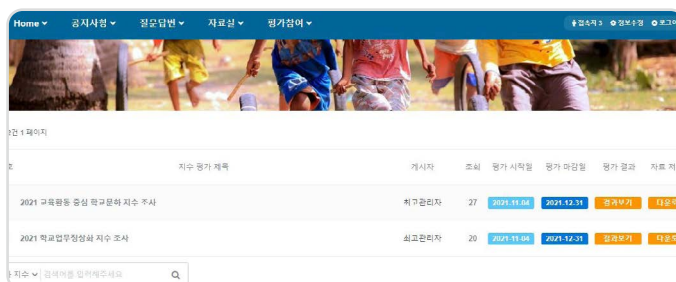 Home 공지사항 질문답변 자료실 평가참여 접속자 3 정보수정
1 페이지
지수 평가 제목 게시자 조회 평가 시작일 평가 마감일 평가 결과
2021 교육활동 중심 학교문화 지수 조사 최고관리자 27 2021-11-04 2021-12-31 결과보기
2021 학교업무정상화 지수 조사 최고관리자 20 2021-11-04 2021-12-31 결과보기
지수 검색어를 입력해주세요